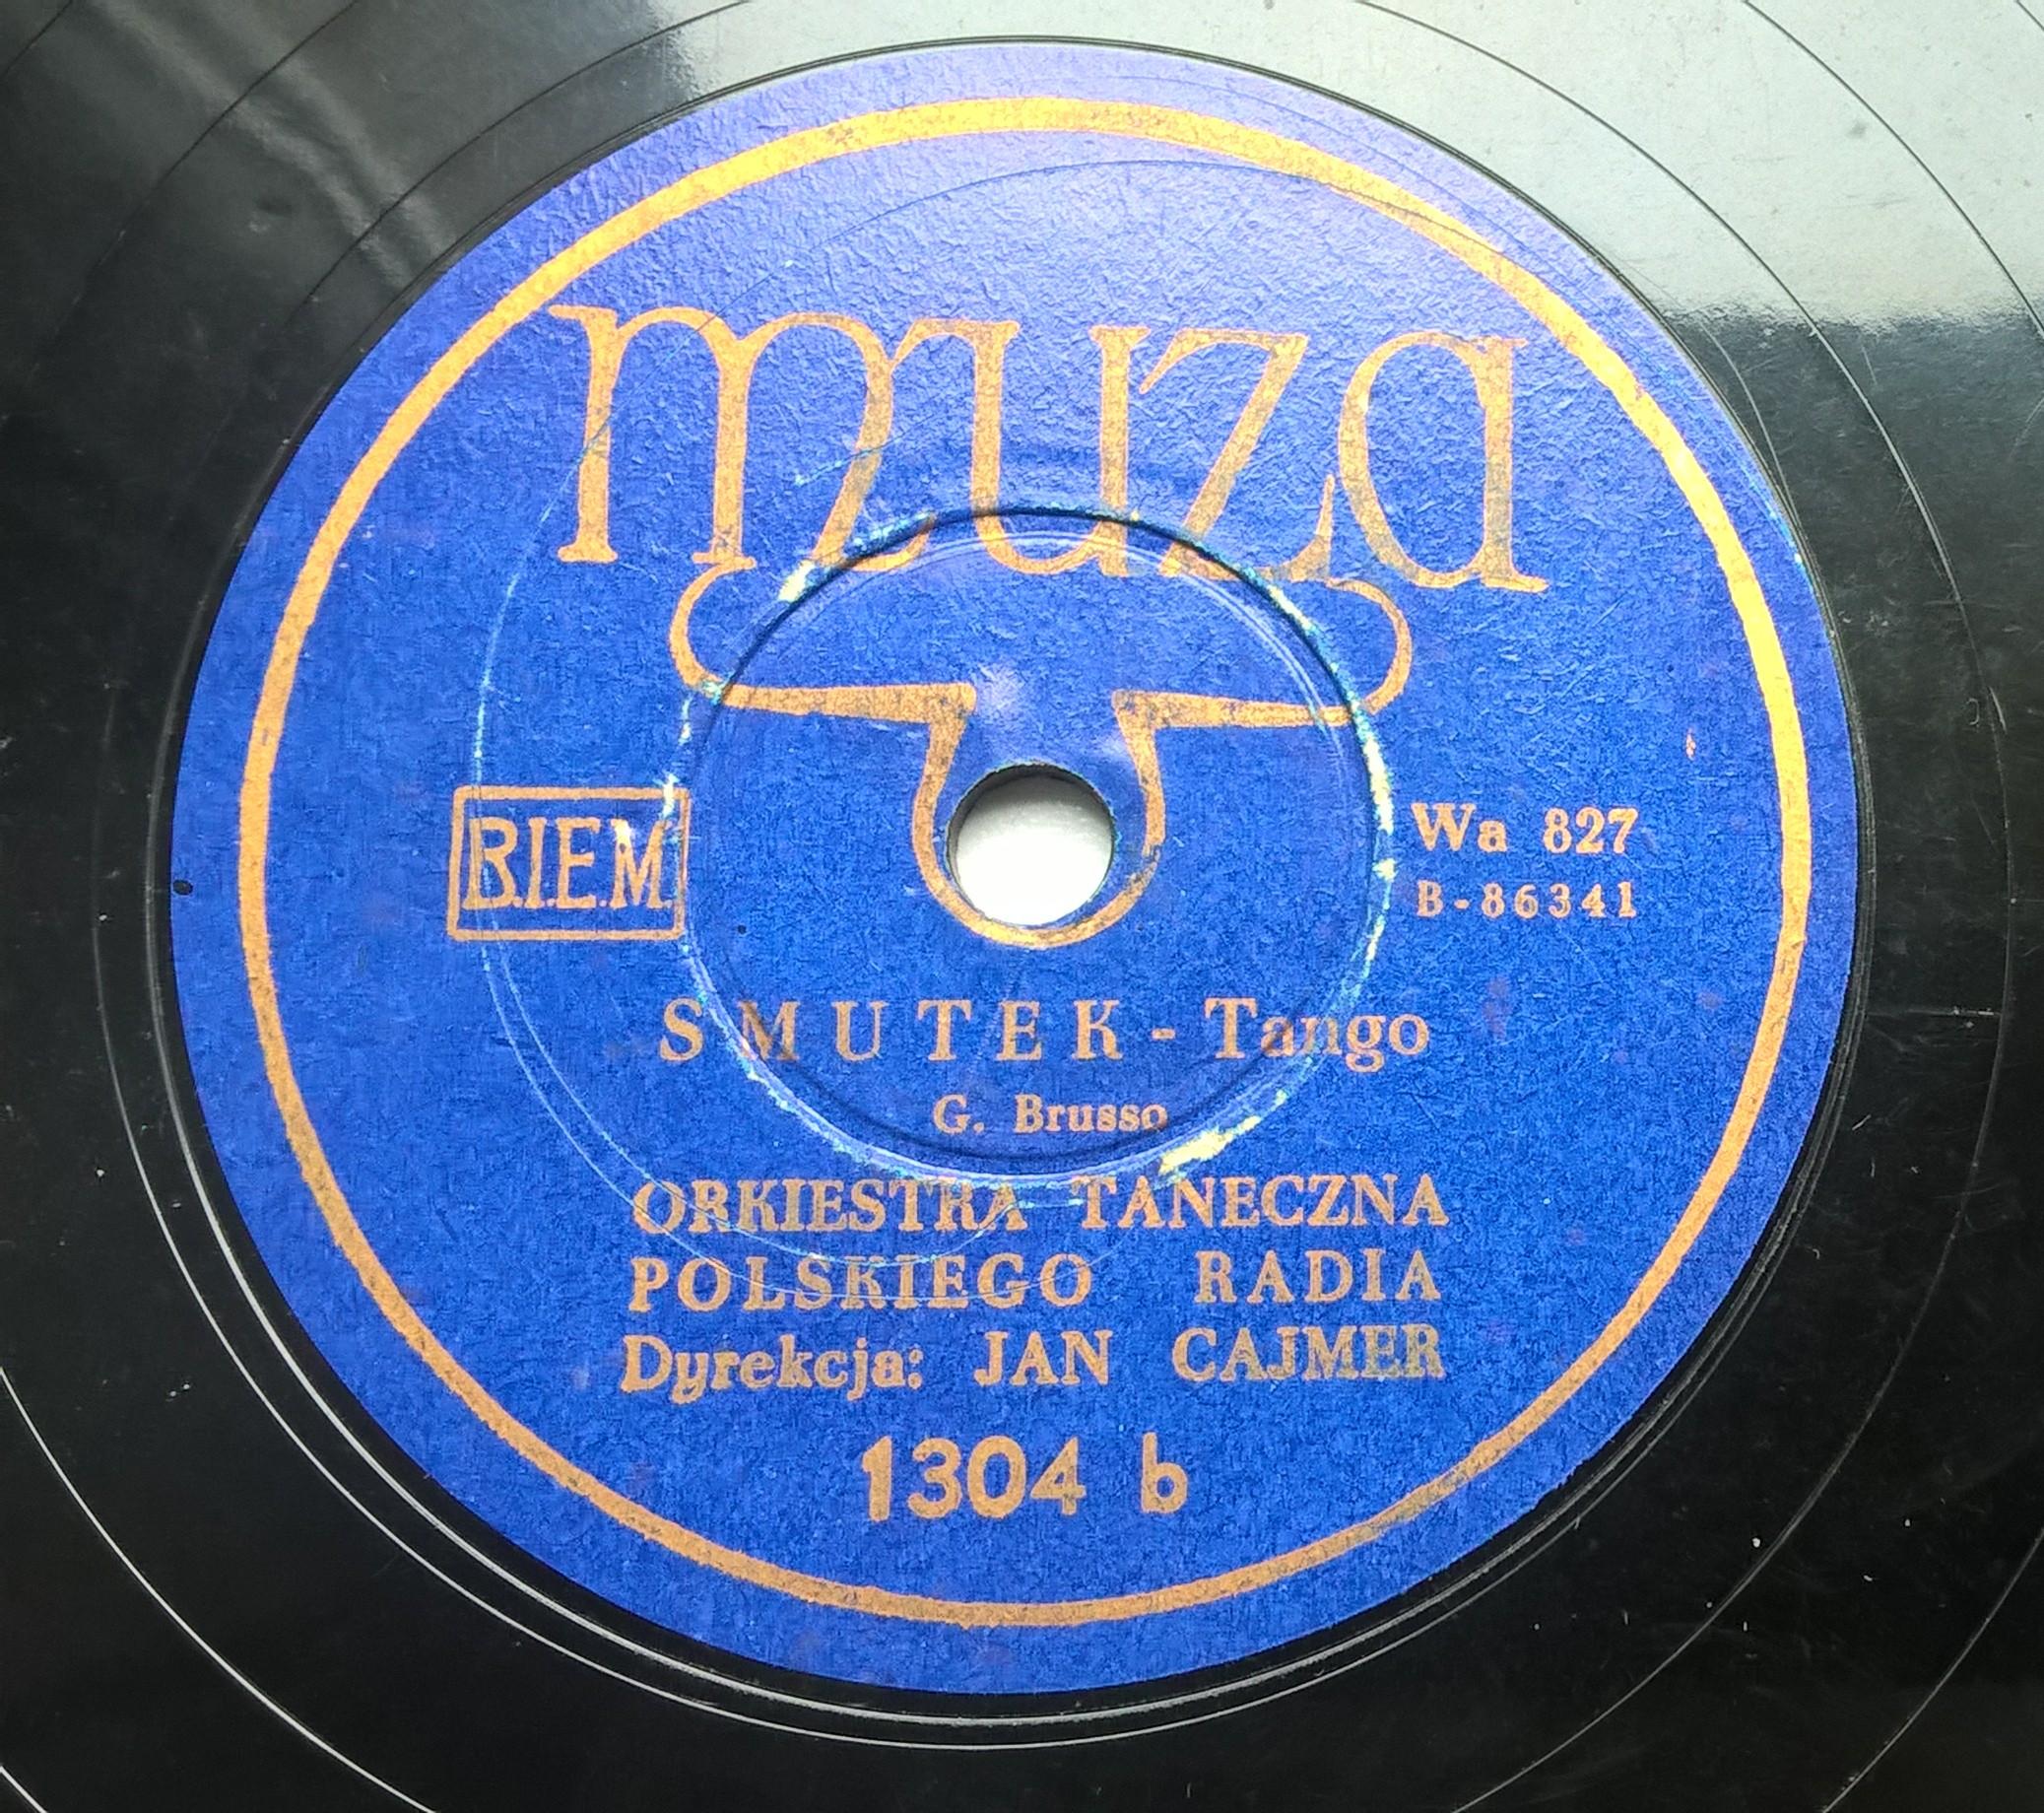 muza
B.I.E.M.
Wa 827
B-86341
SMUTEK - Tango
G. Brusso
ORKIESTRA TANECZNA
POLSKIEGO RADIA
Dyrekcja: JAN CAJMER
1304 b